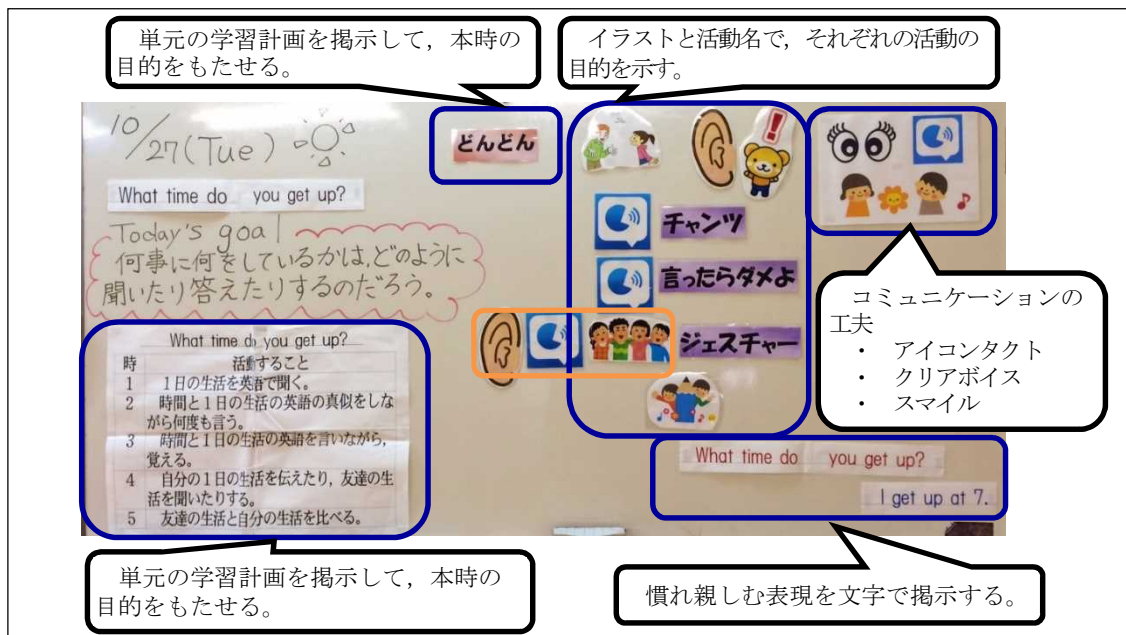 単元の学習計画を掲示して，本時の
目的をもたせる。
イラストと活動名で，それぞれの活動の
目的を示す。
10/27(Tue)
What time do you get up?
Today's goal
何事に何をしているかは、どのように
聞いたり答えたりするのだろう。
What time do you get up?
時 活動すること
1 1日の生活を英語で聞く。
2 時間と1日の生活の英語の真似をしな
がら何度も言う。
3 時間と1日の生活の英語を言いながら，
覚える。
4 自分の1日の生活を伝えたり，友達の生
活を聞いたりする。
5 友達の生活と自分の生活を比べる。
どんどん
チャンツ
言ったらダメよ
ジェスチャー
コミュニケーションの
工夫
・ アイコンタクト
・ クリアボイス
・ スマイル
What time do you get up?
I get up at 7.
単元の学習計画を掲示して，本時の
目的をもたせる。
慣れ親しむ表現を文字で掲示する。